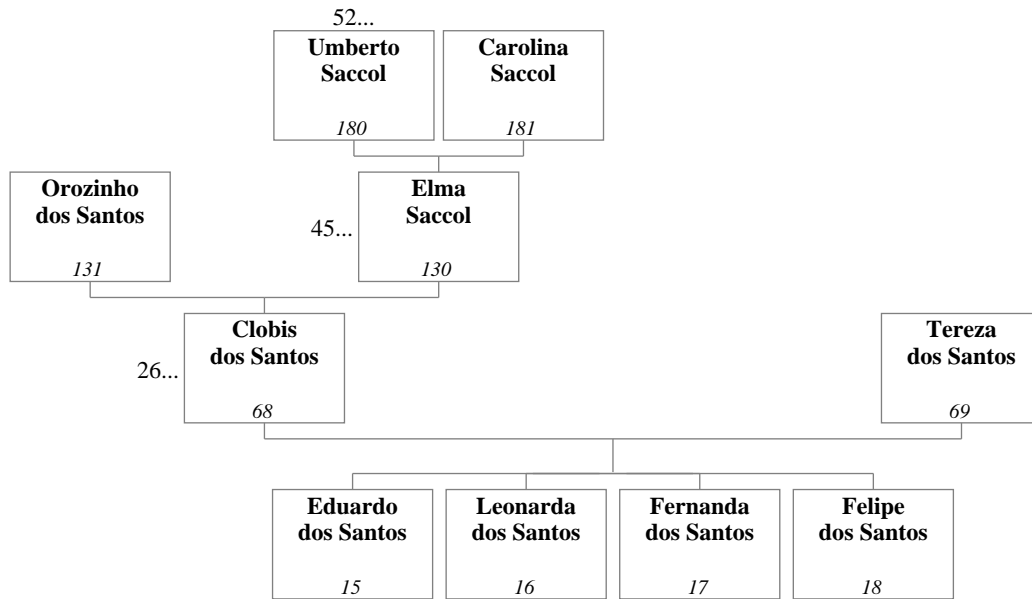 52...
Umberto
Saccol
180
Carolina
Saccol
181
Orozinho
dos Santos
131
45...
Elma
Saccol
130
26...
Clobis
dos Santos
68
Tereza
dos Santos
69
Eduardo
dos Santos
15
Leonarda
dos Santos
16
Fernanda
dos Santos
17
Felipe
dos Santos
18